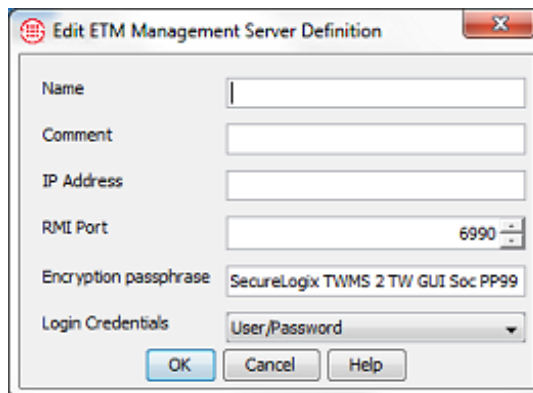 Edit ETM Management Server Definition
Name
Comment
IP Address
RMI Port 6990
Encryption passphrase SecureLogix TWMS 2 TW GUI Soc PP99
Login Credentials User/Password
OK Cancel Help